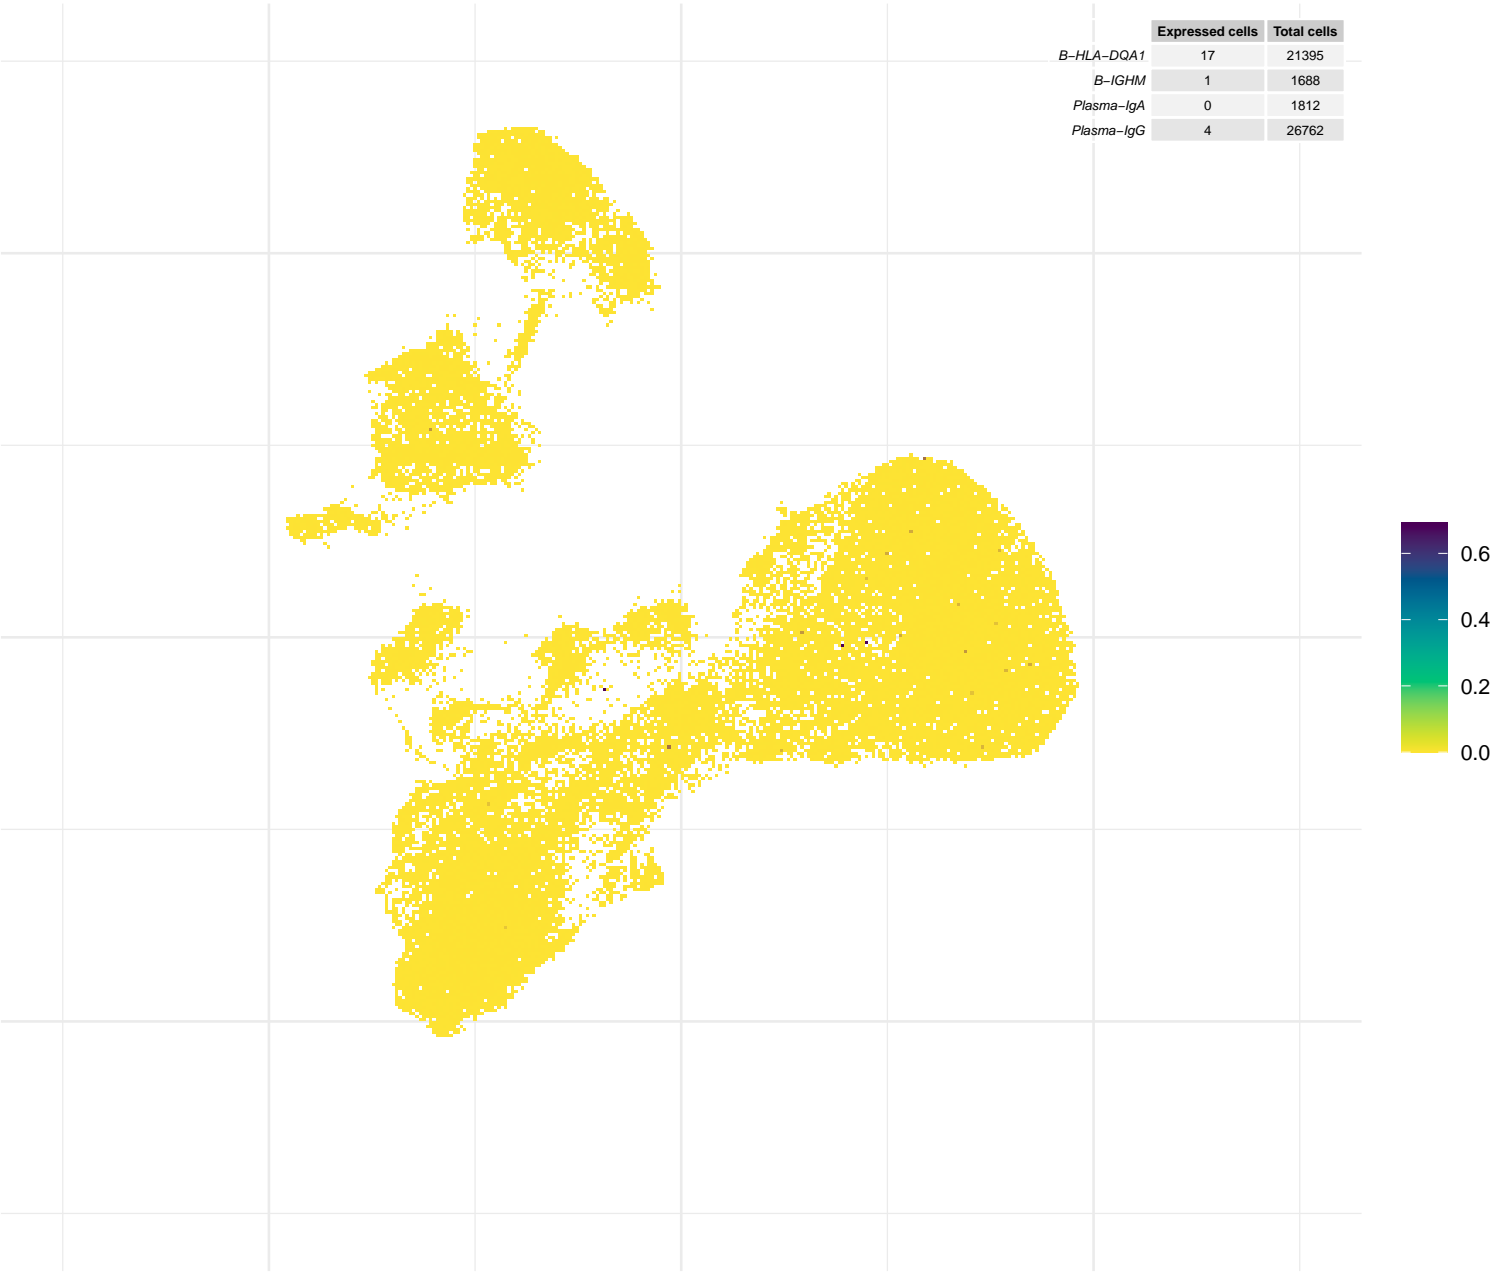 Expressed cells Total cells
B−HLA−DQA1 17 21395
B−IGHM 1 1688
Plasma−IgA 0 1812
Plasma−IgG 4 26762
0.6
0.4
0.2
0.0